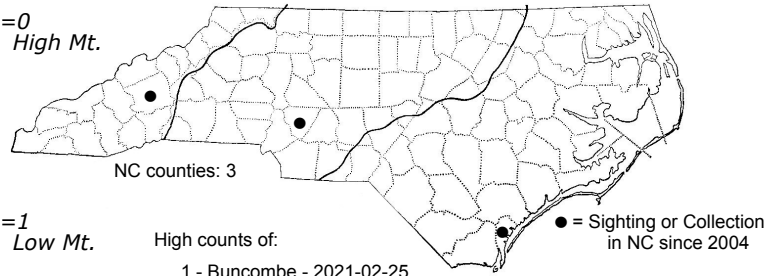 =0
High Mt.
NC counties: 3
=1
Low Mt.
High counts of:
● = Sighting or Collection
in NC since 2004
1 - Buncombe - 2021-02-25